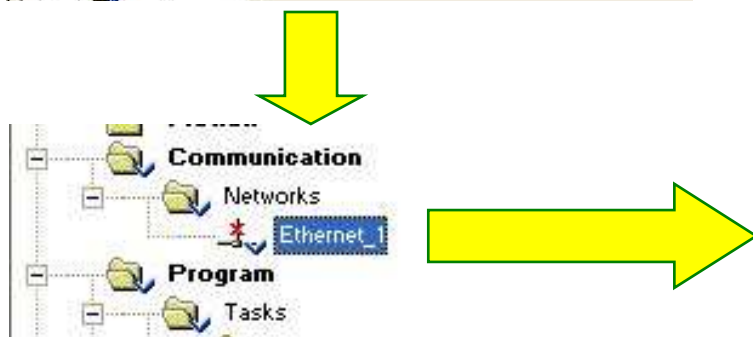 Communication
Networks
Ethernet_1
Program
Tasks